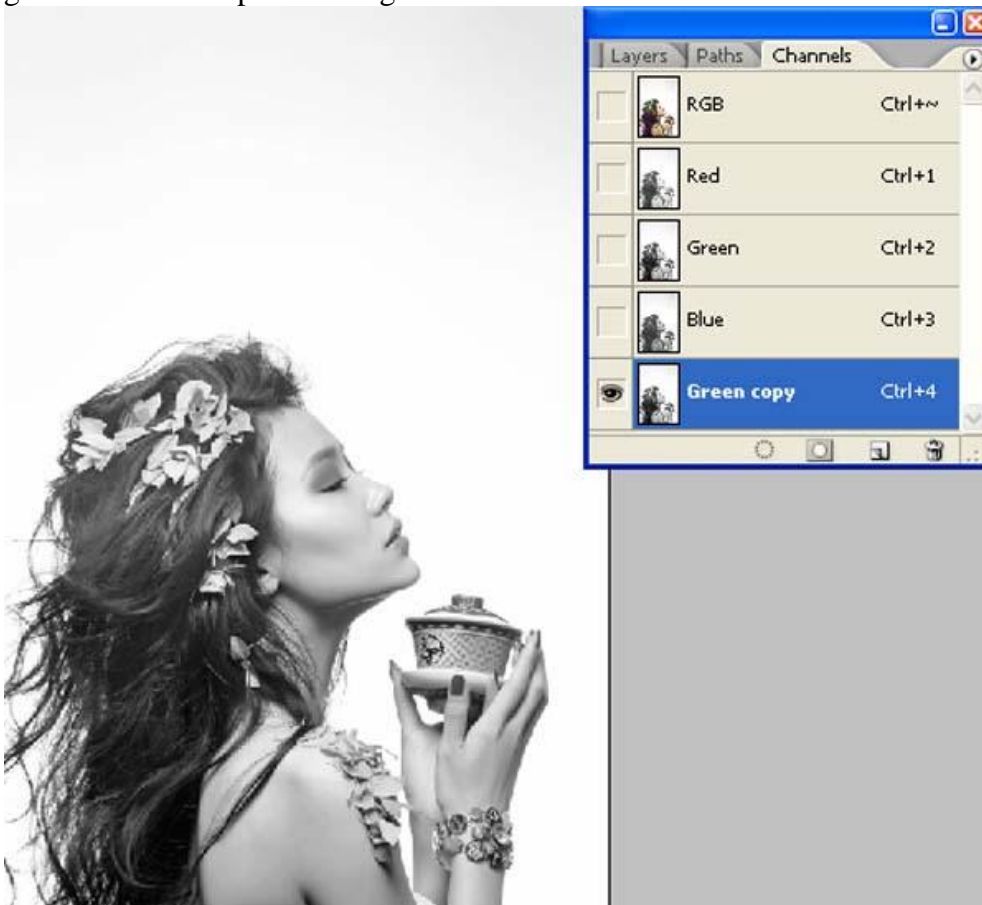 Layers Paths Channels
RGB Ctrl+~
Red Ctrl+1
Green Ctrl+2
Blue Ctrl+3
Green copy Ctrl+4